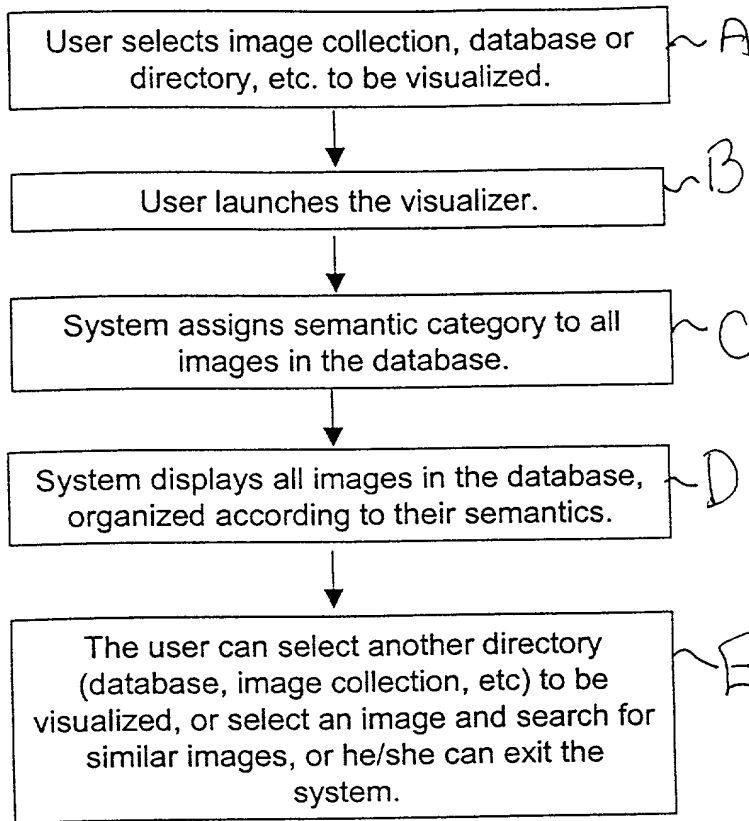 User selects image collection, database or
directory, etc. to be visualized.
A
User launches the visualizer.
B
System assigns semantic category to all
images in the database.
C
System displays all images in the database,
organized according to their semantics.
D
The user can select another directory
(database, image collection, etc) to be
visualized, or select an image and search for
similar images, or he/she can exit the
system.
E